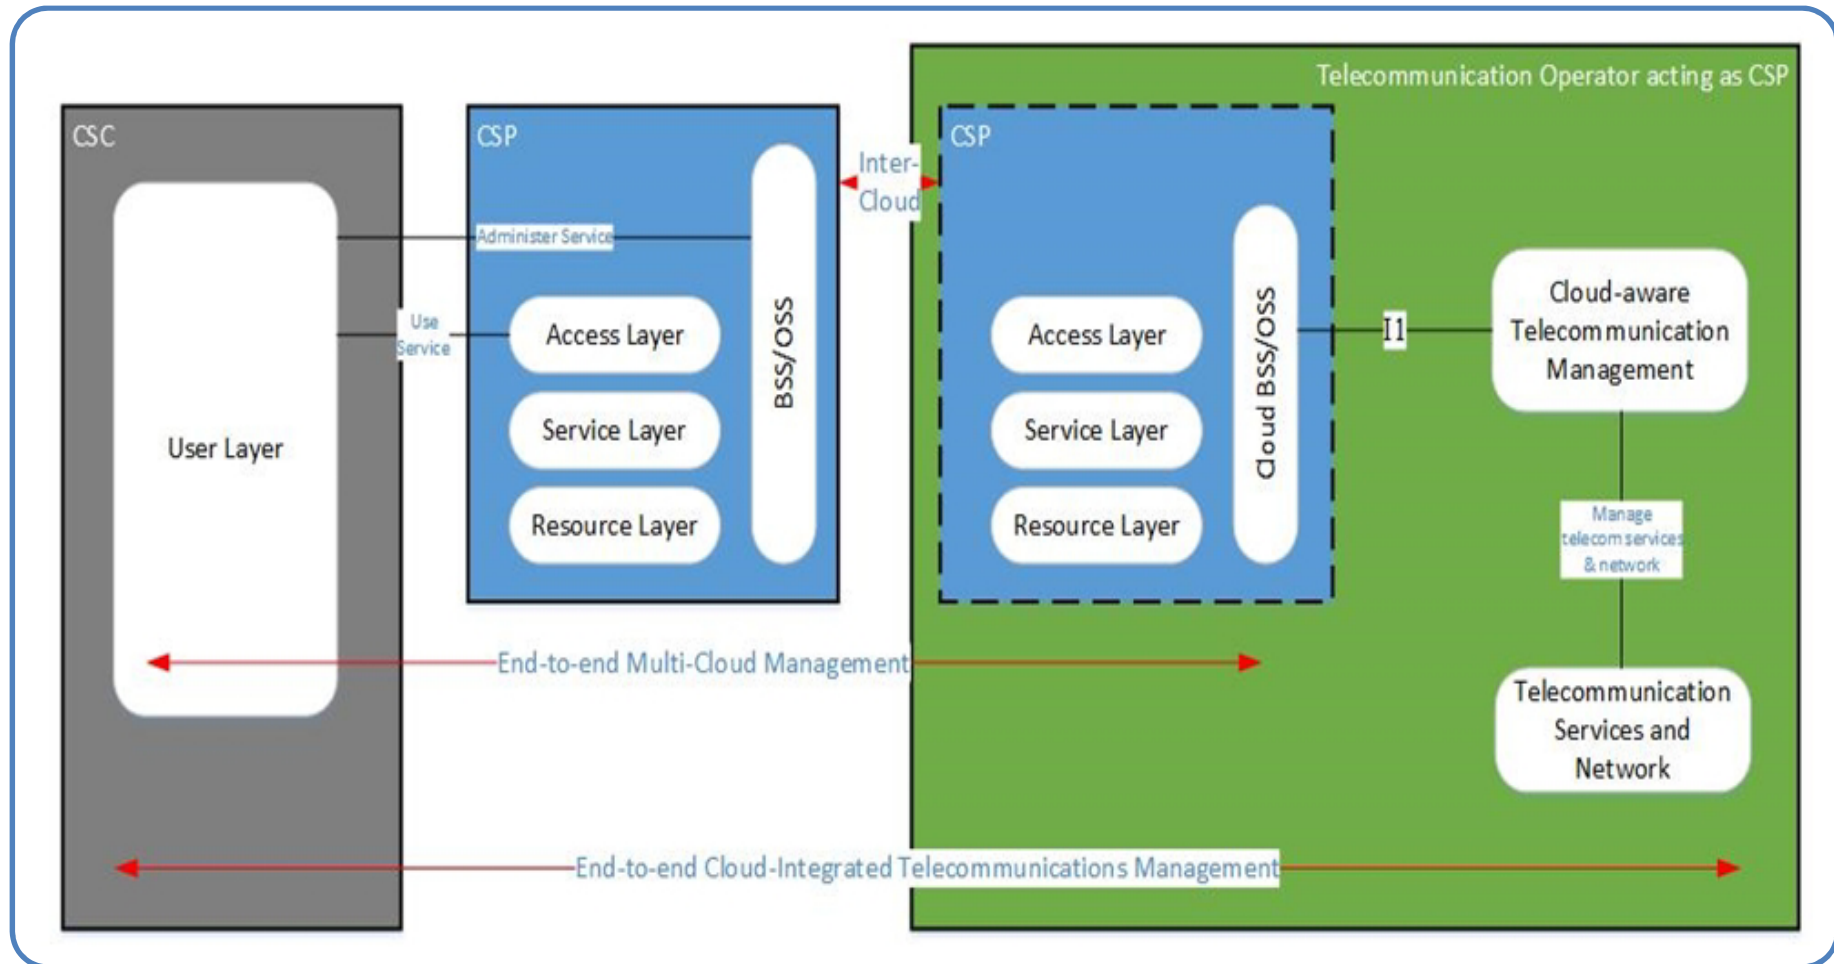 Telecommunication Operator acting as CSP
CSC
CSP
CSP
Inter-
Cloud
Administer Service
Use
Service
User Layer
Access Layer
Service Layer
Resource Layer
BSS/OSS
Access Layer
Service Layer
Resource Layer
Cloud BSS/OSS
I1
Cloud-aware
Telecommunication
Management
Manage
telecom services
& network
Telecommunication
Services and
Network
End-to-end Multi-Cloud Management
End-to-end Cloud-Integrated Telecommunications Management